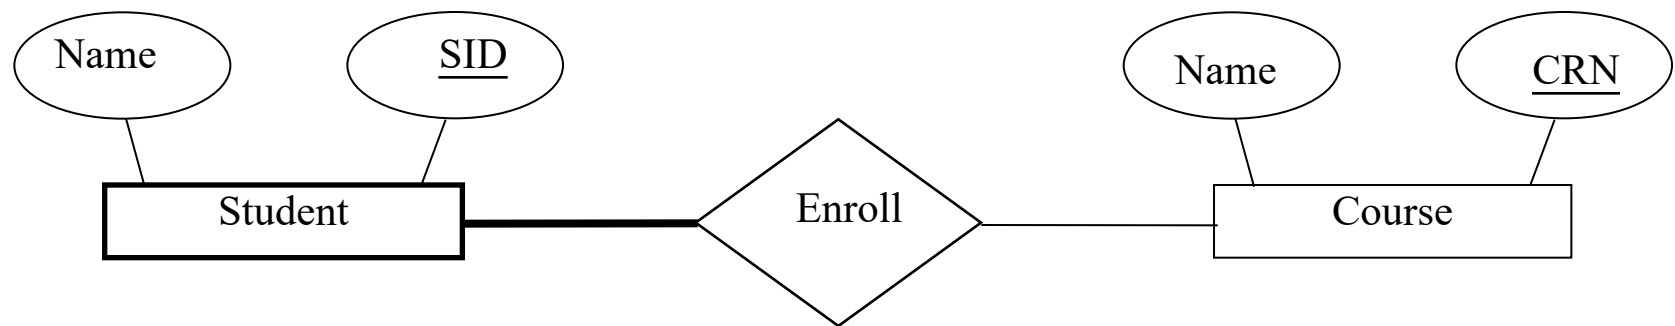 Name
SID
Name
CRN
Student
Enroll
Course